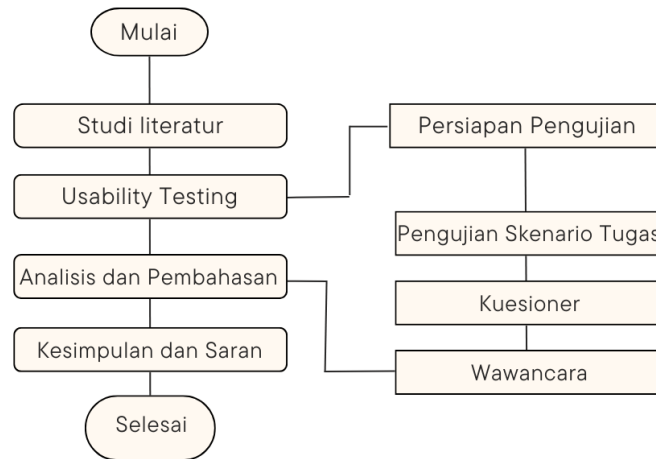 Mulai
Studi literatur
Usability Testing
Analisis dan Pembahasan
Kesimpulan dan Saran
Selesai
Persiapan Pengujian
Pengujian Skenario Tugas
Kuesioner
Wawancara